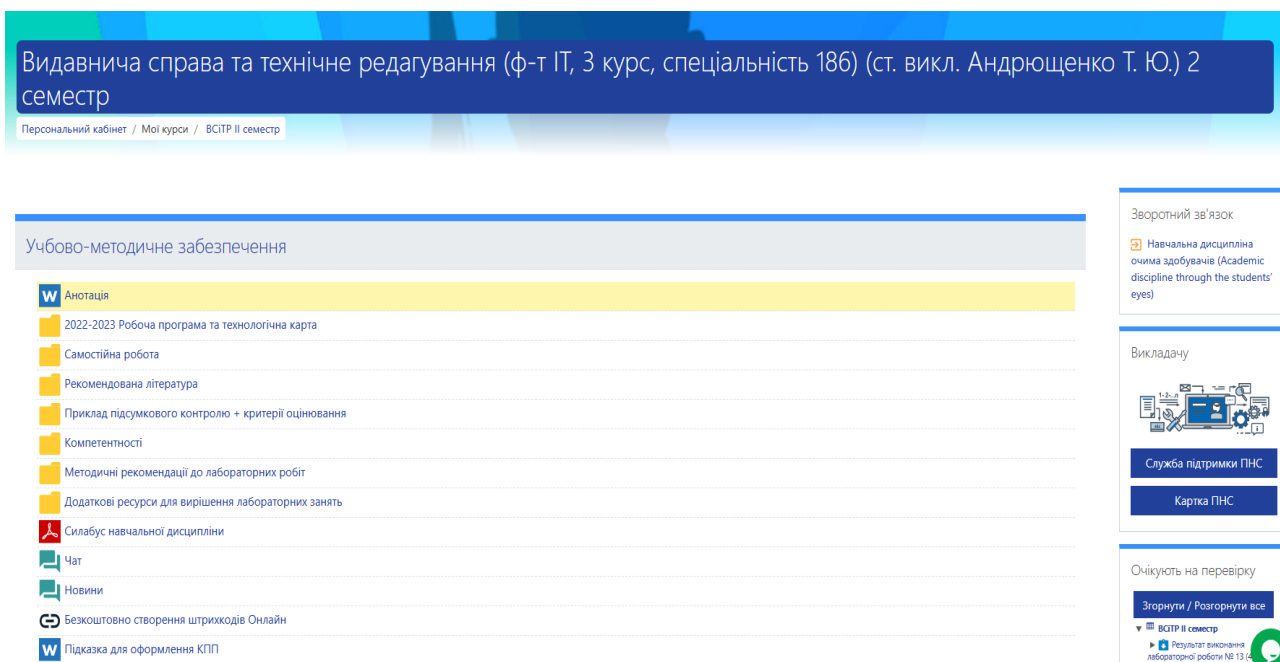 Видавнича справа та технічне редагування (ф-т ІТ, 3 курс, спеціальність 186) (ст. викл. Андрющенко Т. Ю.) 2
семестр
Персональний кабінет / Мої курси / ВСіТР ІІ семестр
Учбово-методичне забезпечення
Анотація
2022-2023 Робоча програма та технологічна карта
Самостійна робота
Рекомендована література
Приклад підсумкового контролю + критерії оцінювання
Компетентності
Методичні рекомендації до лабораторних робіт
Додаткові ресурси для вирішення лабораторних занять
Силабус навчальної дисципліни
Чат
Новини
Безкоштовно створення штрихкодів Онлайн
Підказка для оформлення КПП
Зворотний зв'язок
Навчальна дисципліна
очима здобувачів (Academic
discipline through the students'
eyes)
Викладачу
Служба підтримки ПНС
Картка ПНС
Очікують на перевірку
Згорнути / Розгорнути все
ВСіТР ІІ семестр
Результат виконання
лабораторної роботи № 13